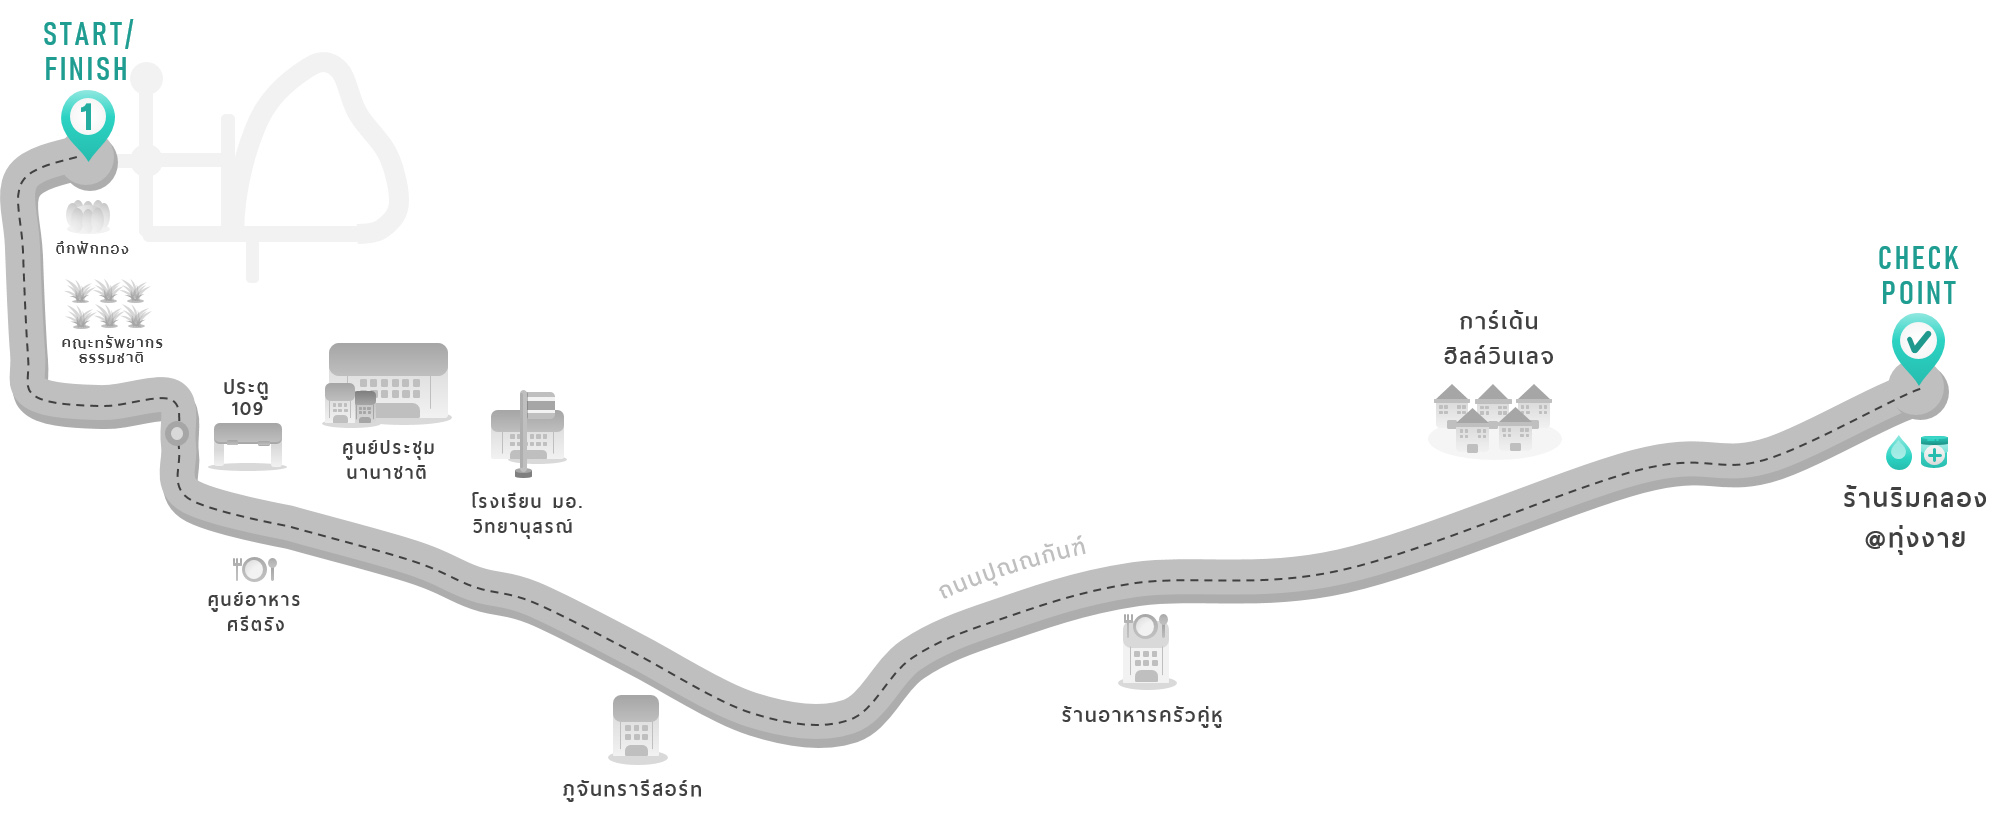 START/
FINISH
1
ตึกฟักทอง
คณะทรัพยากร
ธรรมชาติ
ประตู
109
ศูนย์ประชุม
นานาชาติ
โรงเรียน มอ.
วิทยานุสรณ์
ศูนย์อาหาร
ศรีตรัง
ภูจันทรารีสอร์ท
ถนนปุณณกันฑ์
ร้านอาหารครัวคู่หู
การ์เด้น
ฮิลล์วินเลจ
CHECK
POINT
ร้านริมคลอง
@ทุ่งงาย